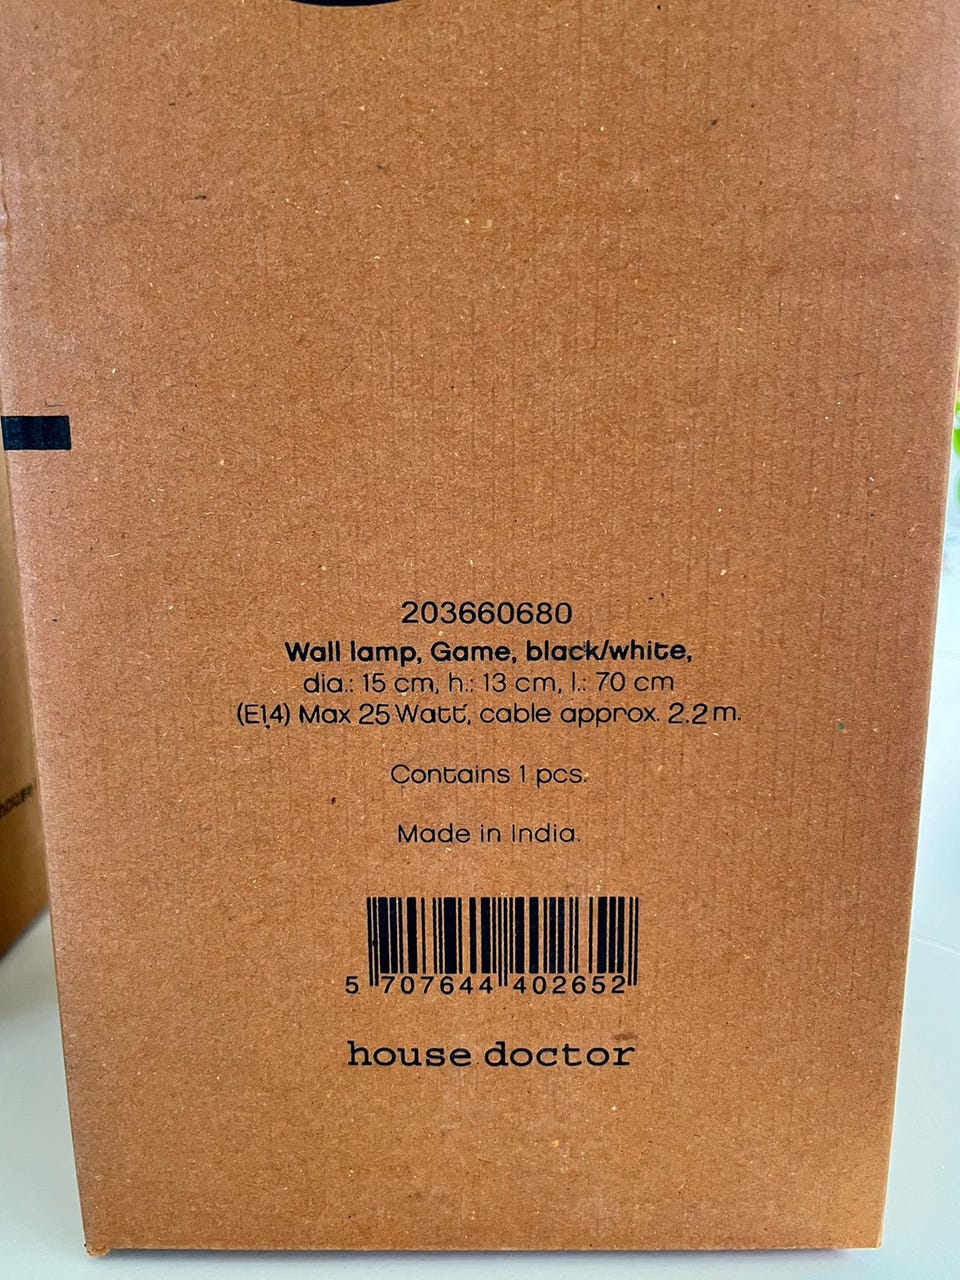 203660680
Wall lamp, Game, black/white,
dia.: 15 cm, h.: 13 cm, l.: 70 cm
(E14) Max 25 Watt, cable approx. 2.2 m.
Contains 1 pcs.
Made in India.
5 707644 402652
house doctor